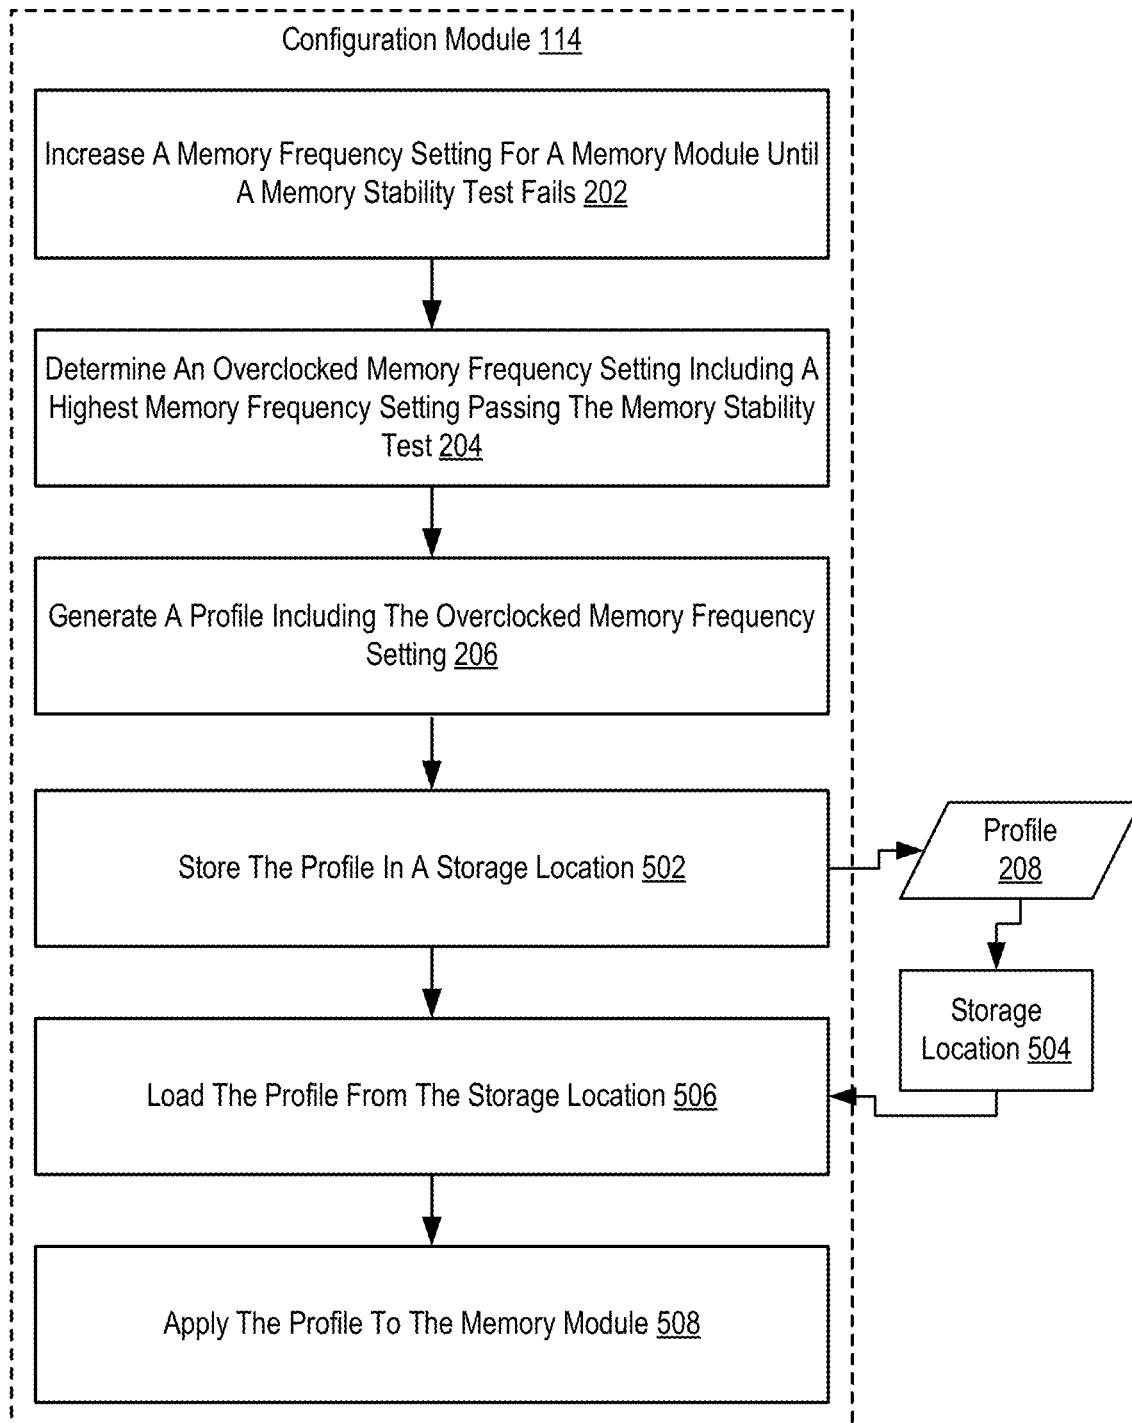 Configuration Module 114
Increase A Memory Frequency Setting For A Memory Module Until
A Memory Stability Test Fails 202
Determine An Overclocked Memory Frequency Setting Including A
Highest Memory Frequency Setting Passing The Memory Stability
Test 204
Generate A Profile Including The Overclocked Memory Frequency
Setting 206
Store The Profile In A Storage Location 502
Profile
208
Storage
Location 504
Load The Profile From The Storage Location 506
Apply The Profile To The Memory Module 508